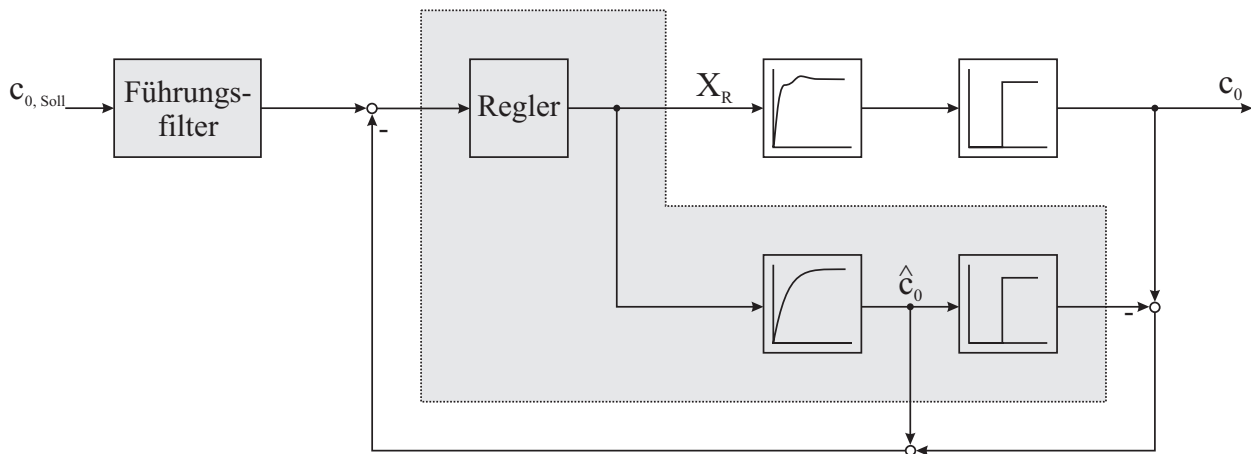 c0, Soll
Führungs-
filter
-
Regler
XR
c0
ĉ0
-